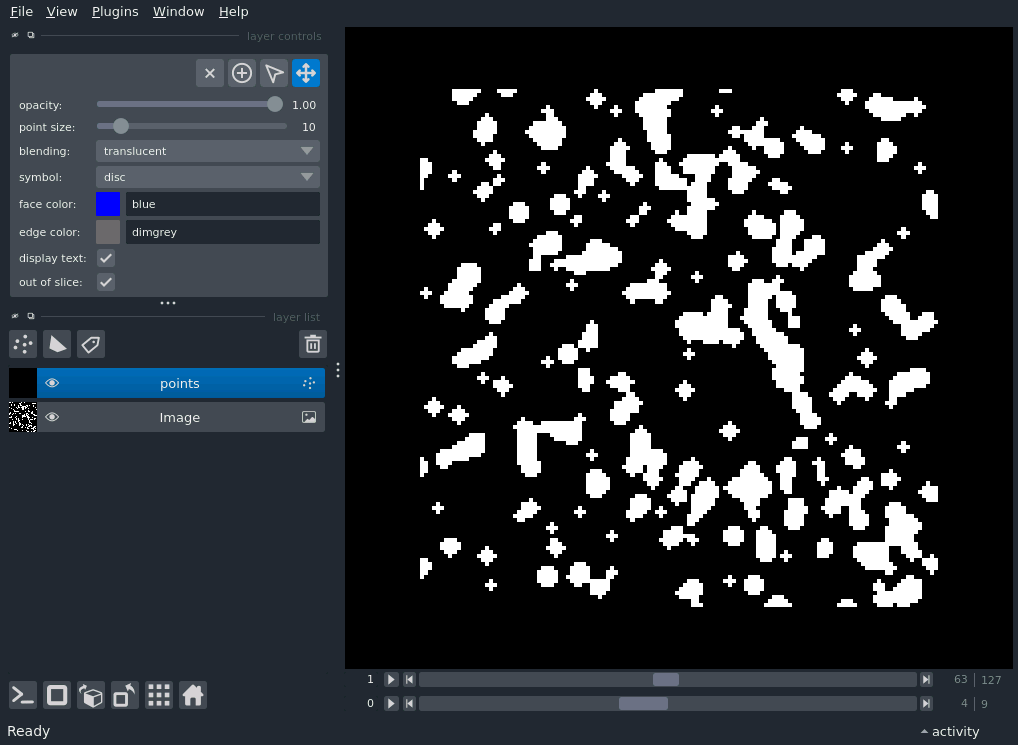 File View Plugins Window Help
layer controls
opacity: 1.00
point size: 10
blending: translucent
symbol: disc
face color: blue
edge color: dimgrey
display text:
out of slice:
layer list
points
Image
1 63 127
0 4 9
Ready activity